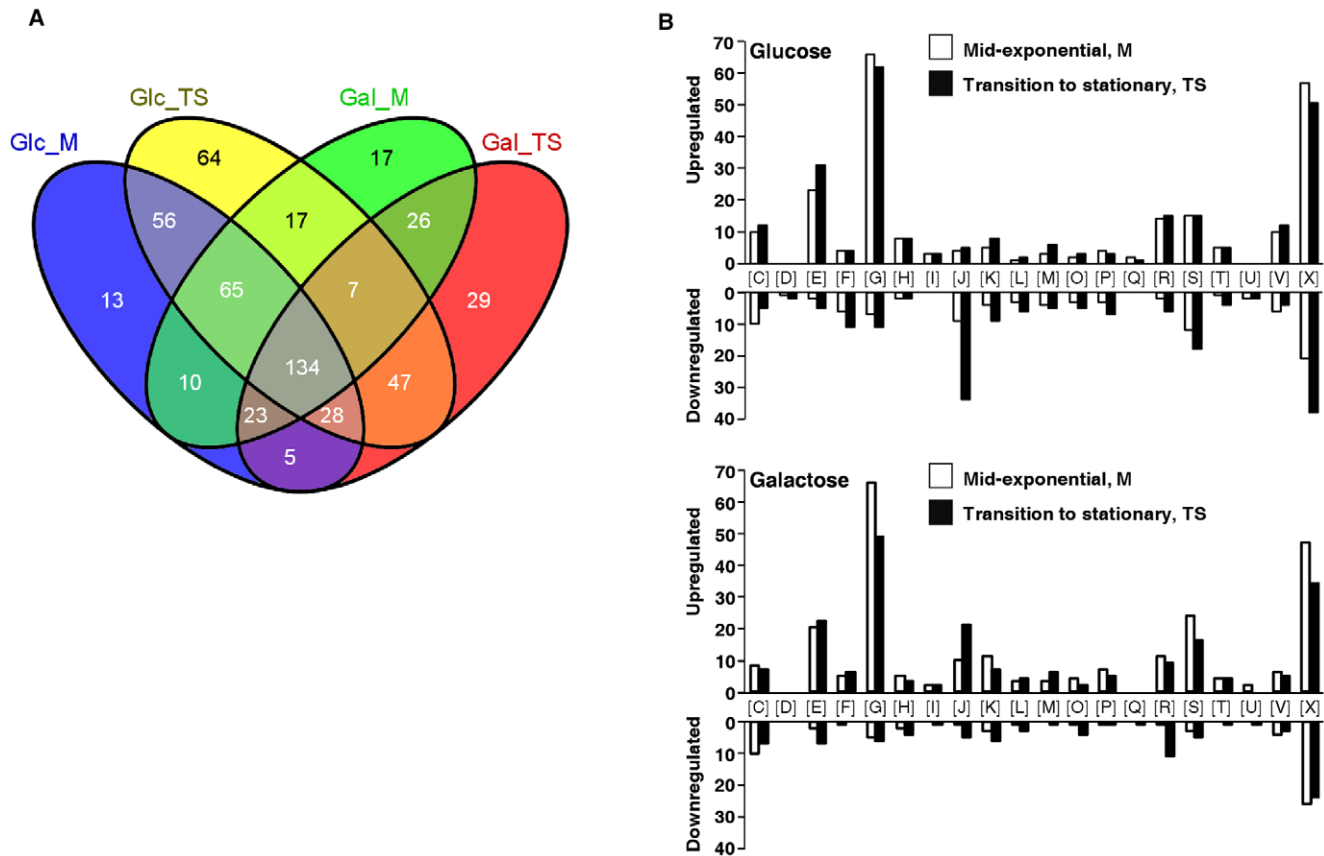 A
Glc_TS
Gal_M
Glc_M
Gal_TS
64
17
56
17
26
13
65
7
29
10
134
47
23
28
5
B
Glucose
Mid-exponential, M
Transition to stationary, TS
Upregulated
70
60
50
40
30
20
10
0
[C] [D] [E] [F] [G] [H] [I] [J] [K] [L] [M] [O] [P] [Q] [R] [S] [T] [U] [V] [X]
Downregulated
0
10
20
30
40
Galactose
Mid-exponential, M
Transition to stationary, TS
Upregulated
70
60
50
40
30
20
10
0
[C] [D] [E] [F] [G] [H] [I] [J] [K] [L] [M] [O] [P] [Q] [R] [S] [T] [U] [V] [X]
Downregulated
0
10
20
30
40